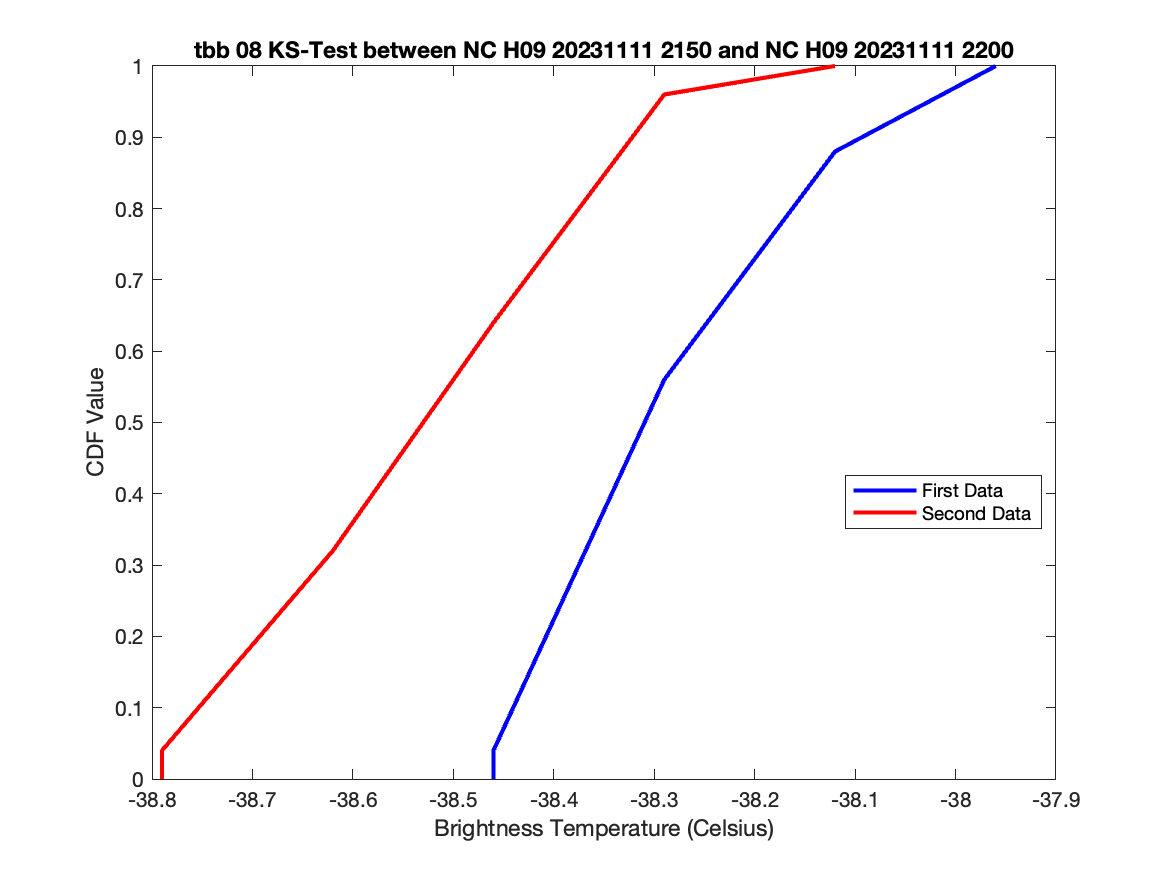 tbb 08 KS-Test between NC H09 20231111 2150 and NC H09 20231111 2200
1
0.9
0.8
0.7
0.6
0.5
0.4
0.3
0.2
0.1
0
CDF Value
First Data
Second Data
-38.8 -38.7 -38.6 -38.5 -38.4 -38.3 -38.2 -38.1 -38 -37.9
Brightness Temperature (Celsius)